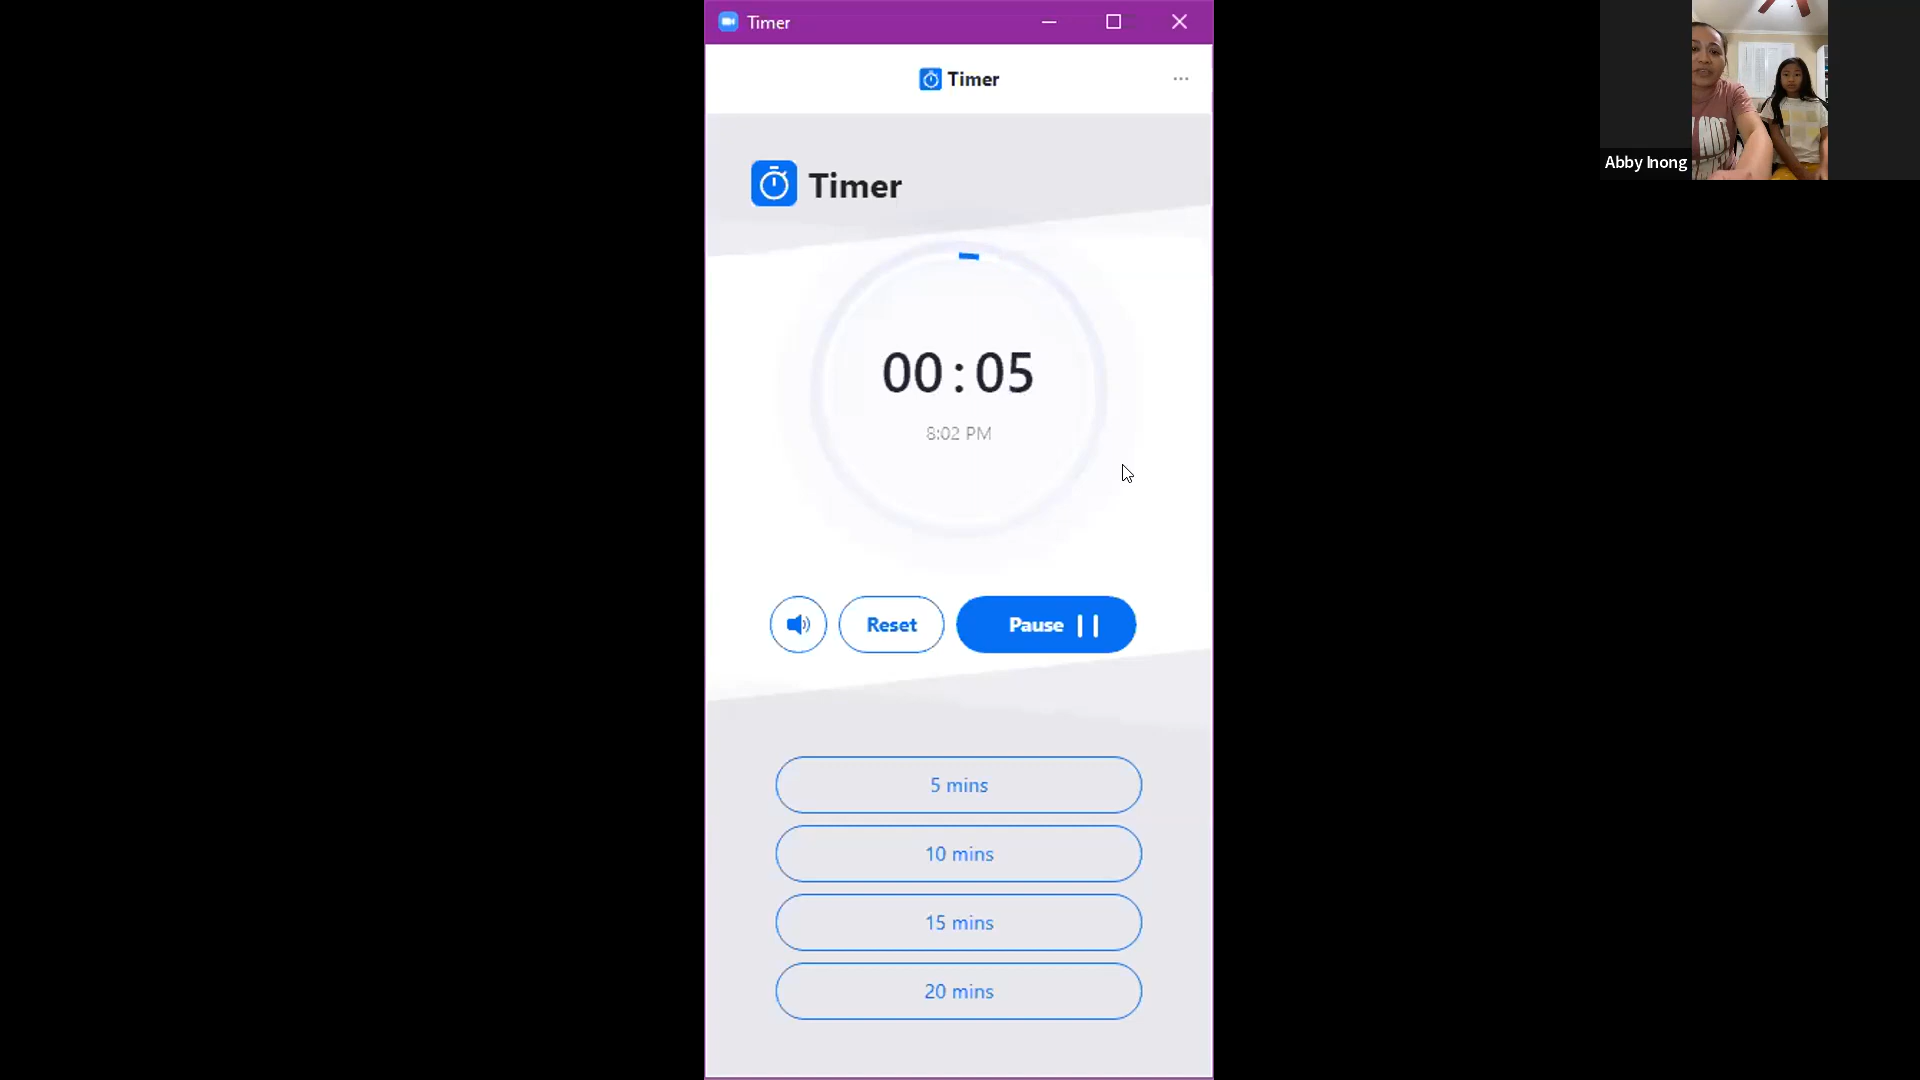 Timer
Timer
Timer
00:05
8:02 PM
Reset
Pause
5 mins
10 mins
15 mins
20 mins
Abby Inong